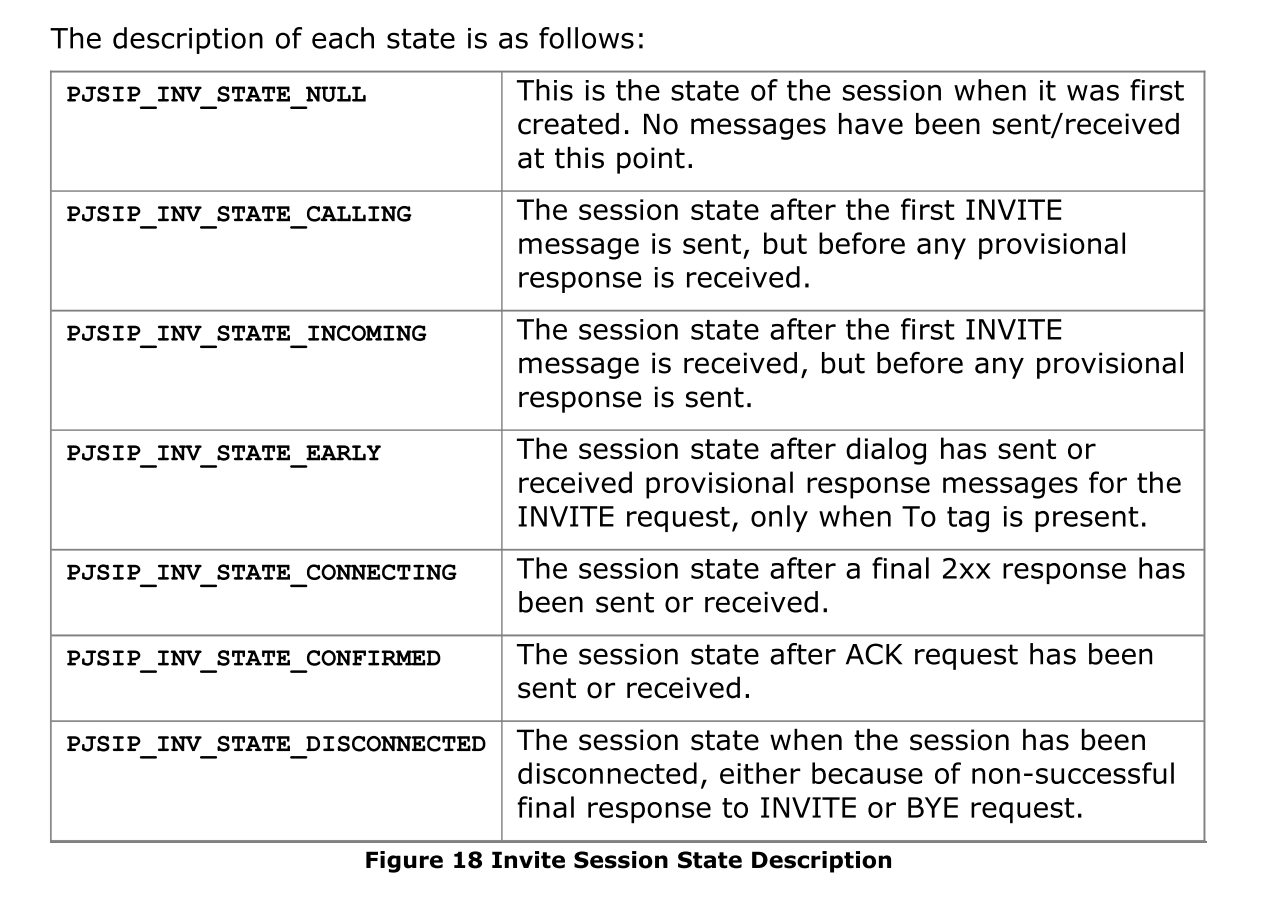 The description of each state is as follows:
PJSIP_INV_STATE_NULL
This is the state of the session when it was first
created. No messages have been sent/received
at this point.
PJSIP_INV_STATE_CALLING
The session state after the first INVITE
message is sent, but before any provisional
response is received.
PJSIP_INV_STATE_INCOMING
The session state after the first INVITE
message is received, but before any provisional
response is sent.
PJSIP_INV_STATE_EARLY
The session state after dialog has sent or
received provisional response messages for the
INVITE request, only when To tag is present.
PJSIP_INV_STATE_CONNECTING
The session state after a final 2xx response has
been sent or received.
PJSIP_INV_STATE_CONFIRMED
The session state after ACK request has been
sent or received.
PJSIP_INV_STATE_DISCONNECTED
The session state when the session has been
disconnected, either because of non-successful
final response to INVITE or BYE request.
Figure 18 Invite Session State Description